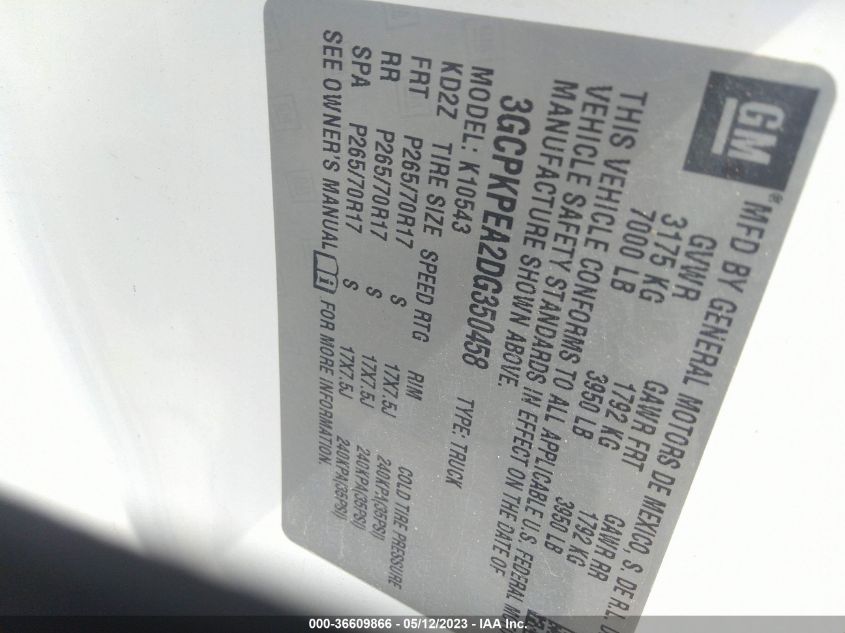 GM
® MFD BY GENERAL MOTORS DE MEXICO, S. DE R.L. D
GVWR GAWR FRT GAWR RR
3175 KG 1792 KG 1792 KG
7000 LB 3950 LB 3950 LB
THIS VEHICLE CONFORMS TO ALL APPLICABLE U.S. FEDERAL M
VEHICLE SAFETY STANDARDS IN EFFECT ON THE DATE OF
MANUFACTURE SHOWN ABOVE.
3GCPKPEA2DG350458 TYPE: TRUCK
MODEL: K10543
KD2Z TIRE SIZE SPEED RTG RIM COLD TIRE PRESSURE
FRT P265/70R17 S 17X7.5J 240KPA(35PSI)
RR P265/70R17 S 17X7.5J 240KPA(35PSI)
SPA P265/70R17 S 17X7.5J 240KPA(35PSI)
SEE OWNER'S MANUAL i FOR MORE INFORMATION.
000-36609866 - 05/12/2023 - IAA Inc.